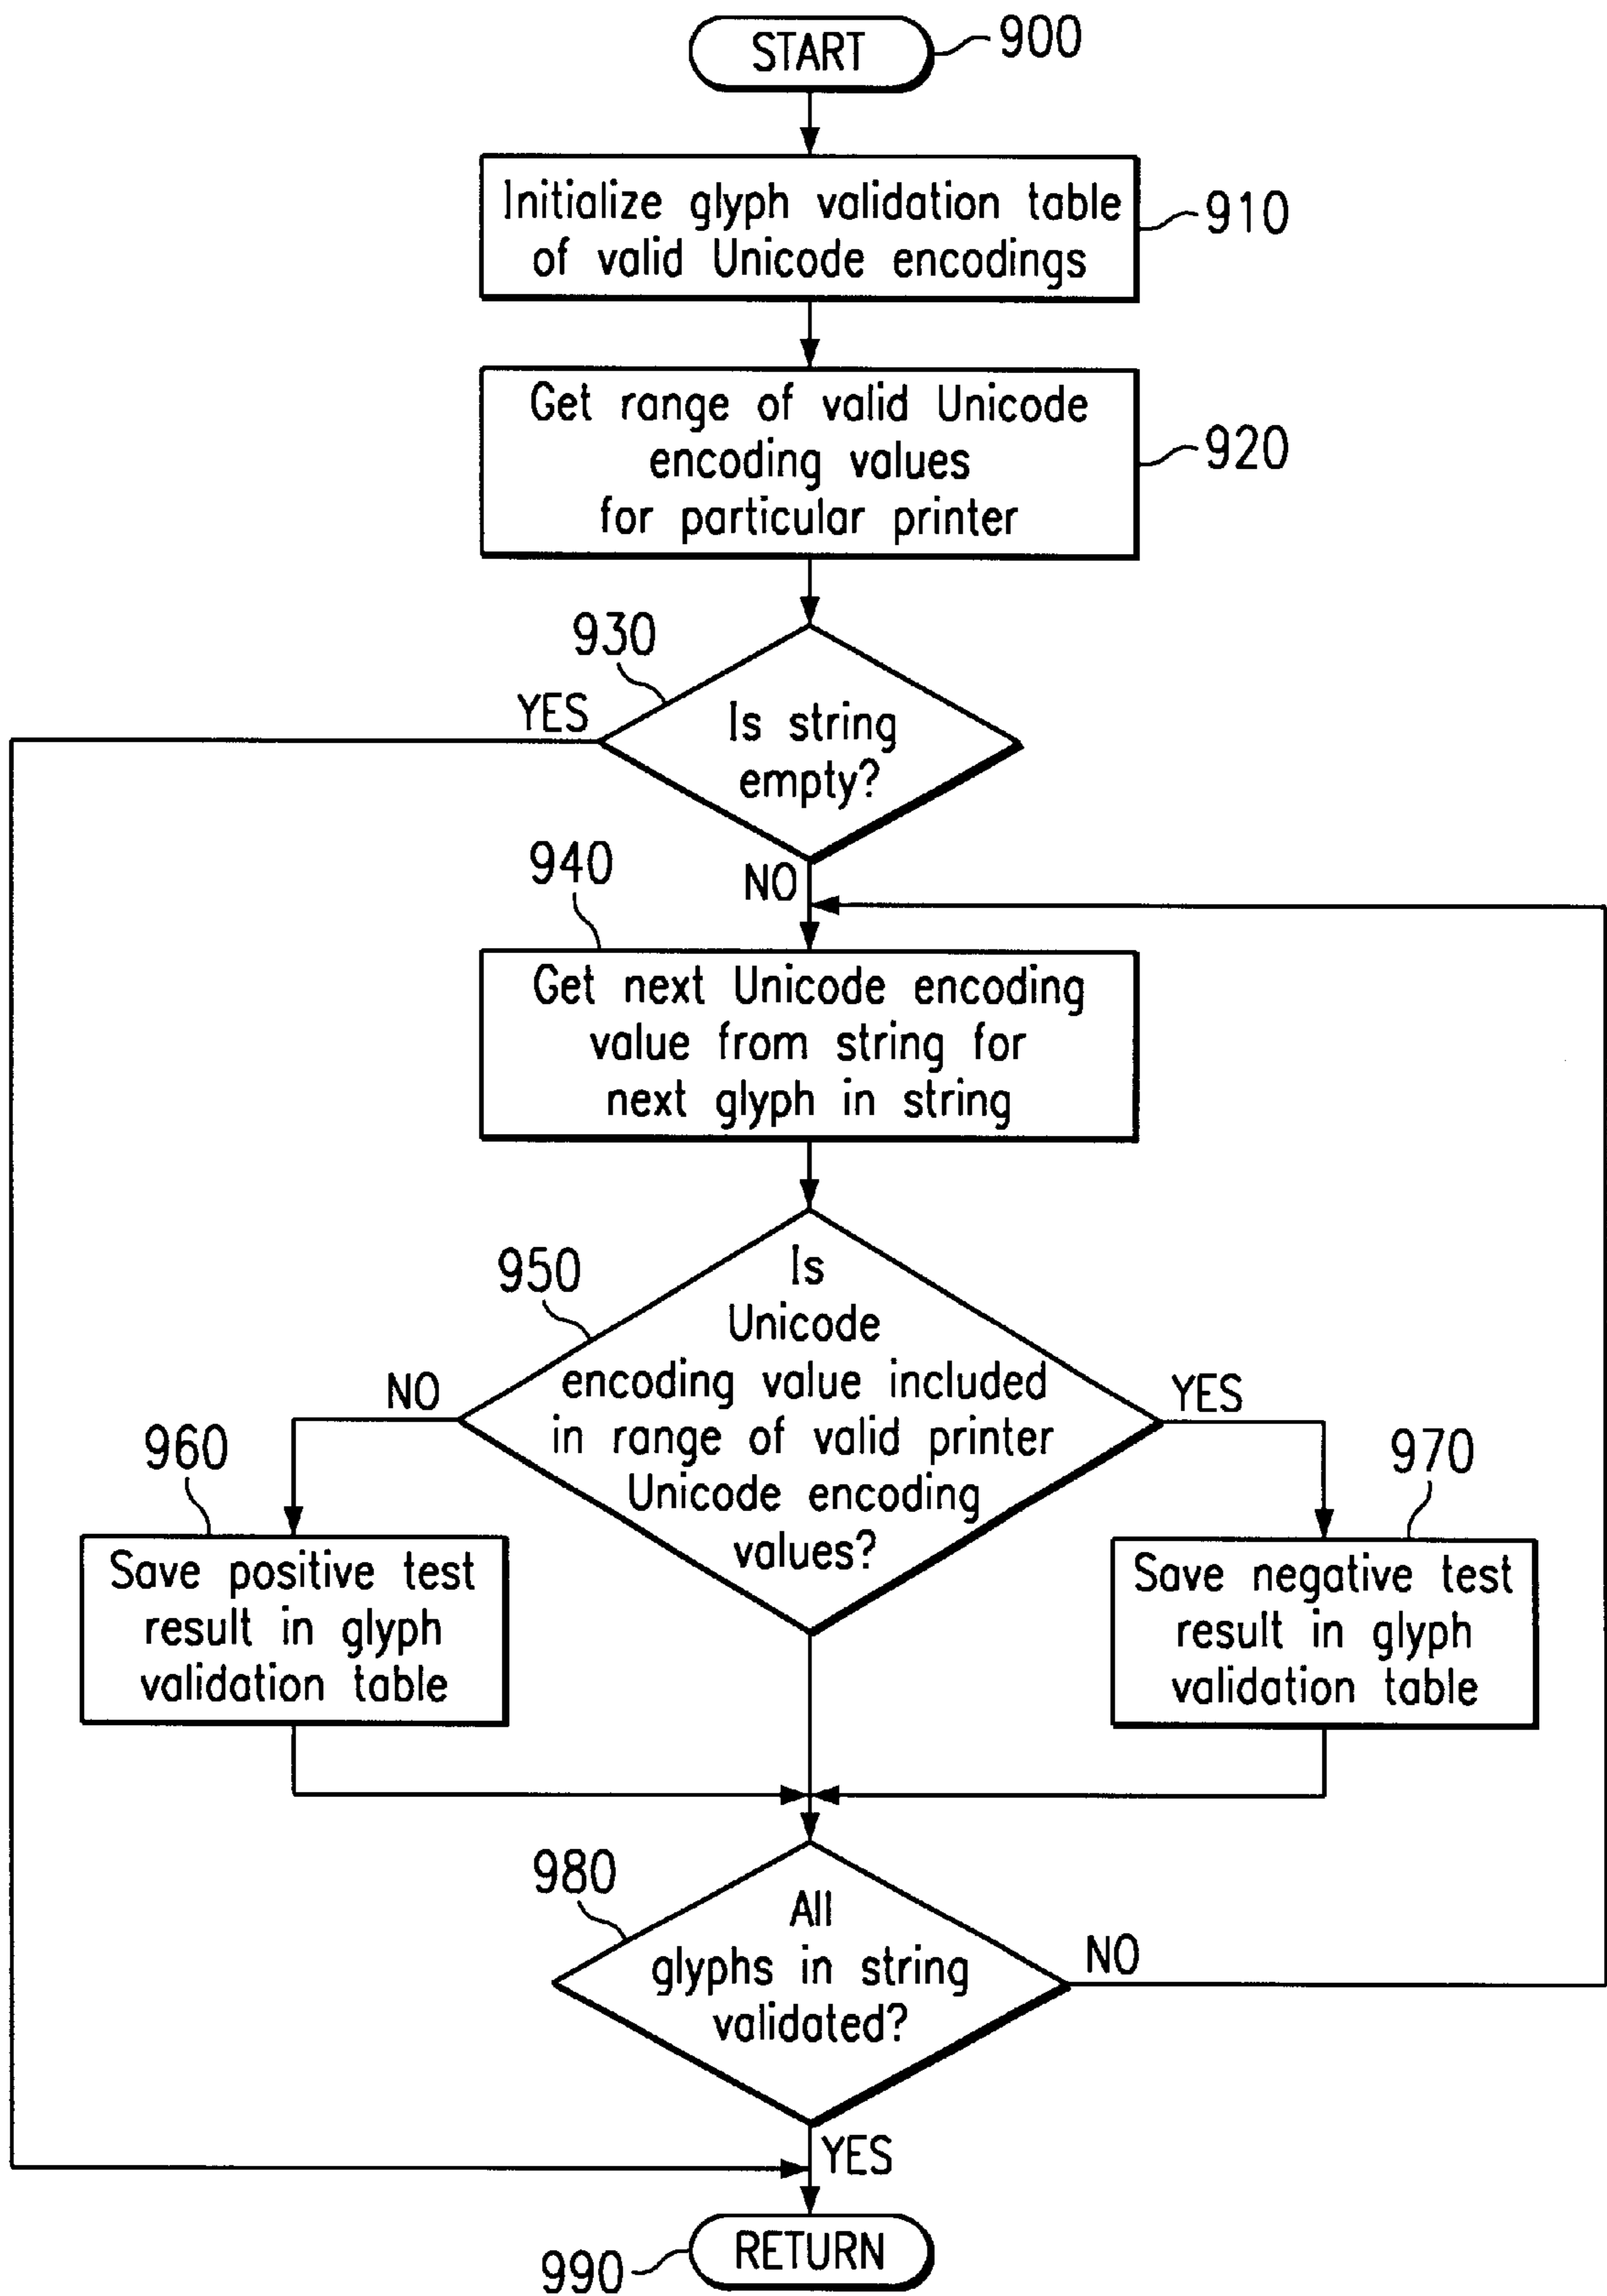 START
900
Initialize glyph validation table
of valid Unicode encodings
910
Get range of valid Unicode
encoding values
for particular printer
920
930
YES
Is string
empty?
NO
940
Get next Unicode encoding
value from string for
next glyph in string
950
Is
Unicode
encoding value included
in range of valid printer
Unicode encoding
values?
NO
YES
960
Save positive test
result in glyph
validation table
970
Save negative test
result in glyph
validation table
980
All
glyphs in string
validated?
NO
YES
RETURN
990